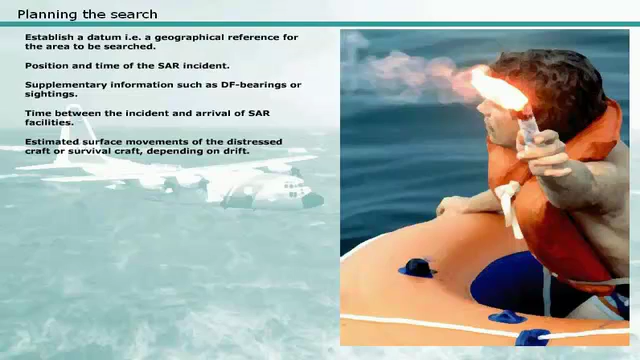 Planning the search
Establish a datum i.e. a geographical reference for
the area to be searched.
Position and time of the SAR incident.
Supplementary information such as DF-bearings or
sightings.
Time between the incident and arrival of SAR
facilities.
Estimated surface movements of the distressed
craft or survival craft, depending on drift.